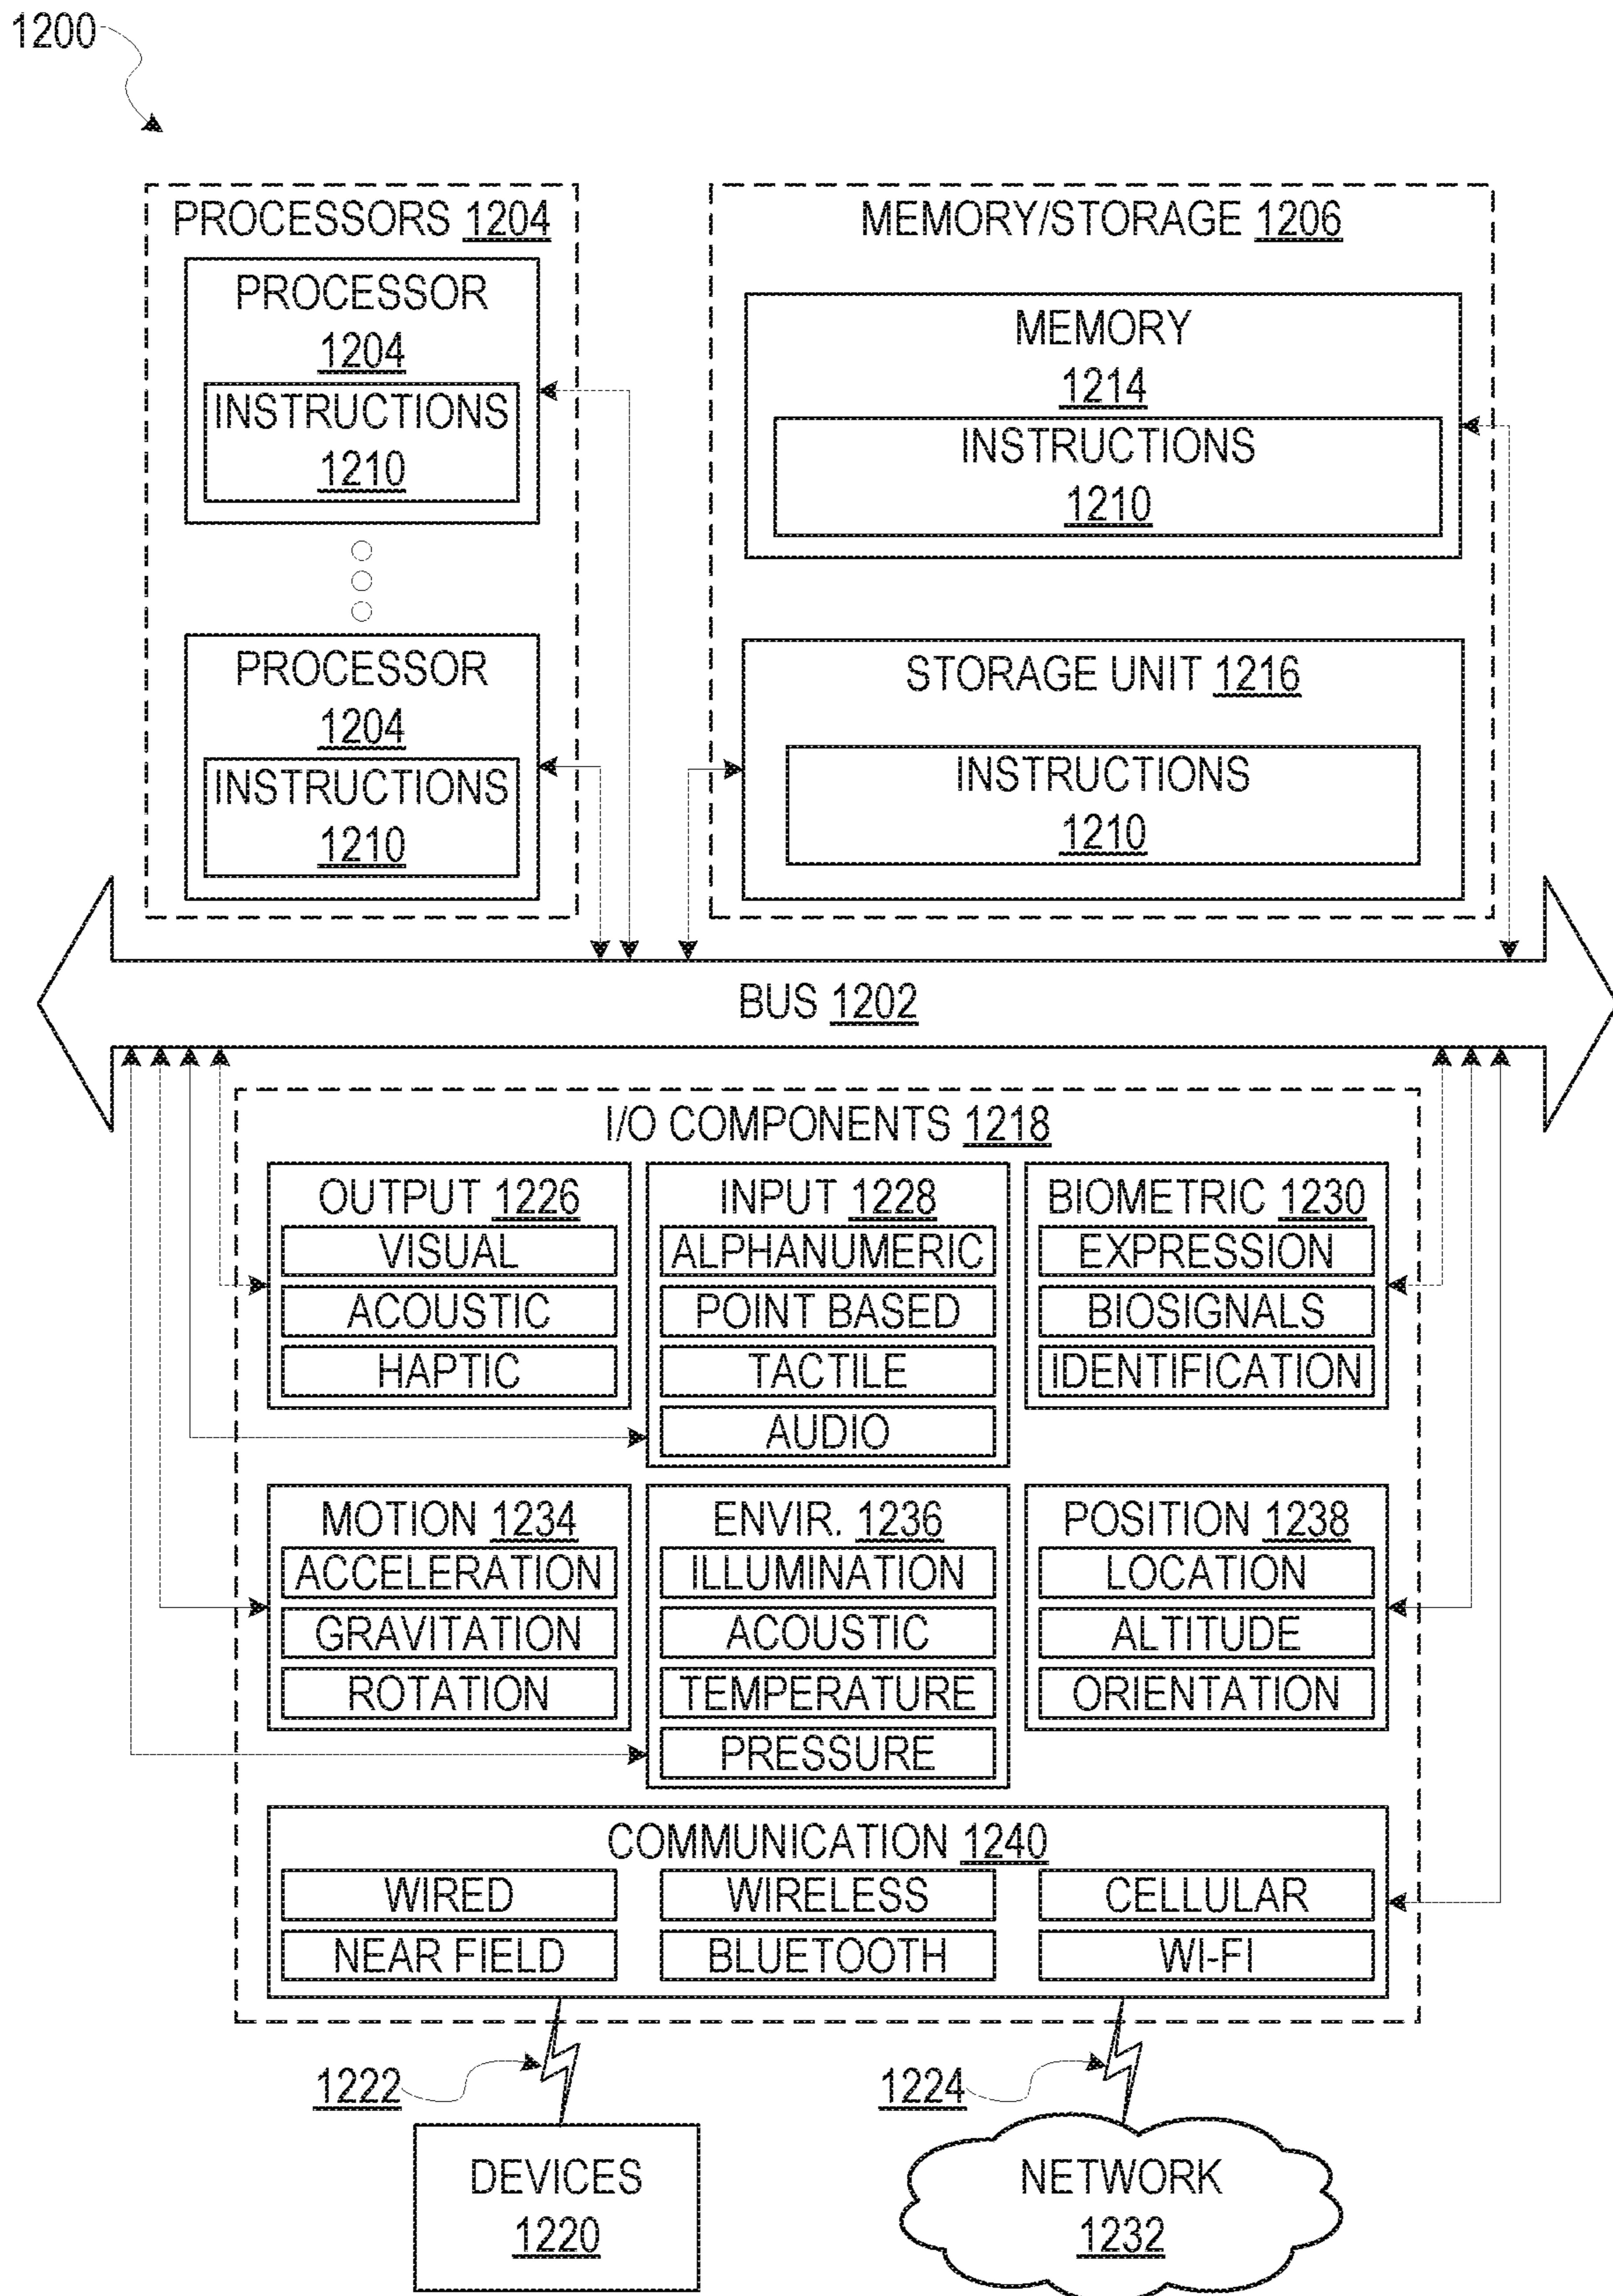 1200
PROCESSORS 1204
PROCESSOR
1204
INSTRUCTIONS
1210
PROCESSOR
1204
INSTRUCTIONS
1210
MEMORY/STORAGE 1206
MEMORY
1214
INSTRUCTIONS
1210
STORAGE UNIT 1216
INSTRUCTIONS
1210
BUS 1202
I/O COMPONENTS 1218
OUTPUT 1226
VISUAL
ACOUSTIC
HAPTIC
INPUT 1228
ALPHANUMERIC
POINT BASED
TACTILE
AUDIO
BIOMETRIC 1230
EXPRESSION
BIOSIGNALS
IDENTIFICATION
MOTION 1234
ACCELERATION
GRAVITATION
ROTATION
ENVIR. 1236
ILLUMINATION
ACOUSTIC
TEMPERATURE
PRESSURE
POSITION 1238
LOCATION
ALTITUDE
ORIENTATION
COMMUNICATION 1240
WIRED
WIRELESS
CELLULAR
NEAR FIELD
BLUETOOTH
WI-FI
1222
1224
DEVICES
1220
NETWORK
1232